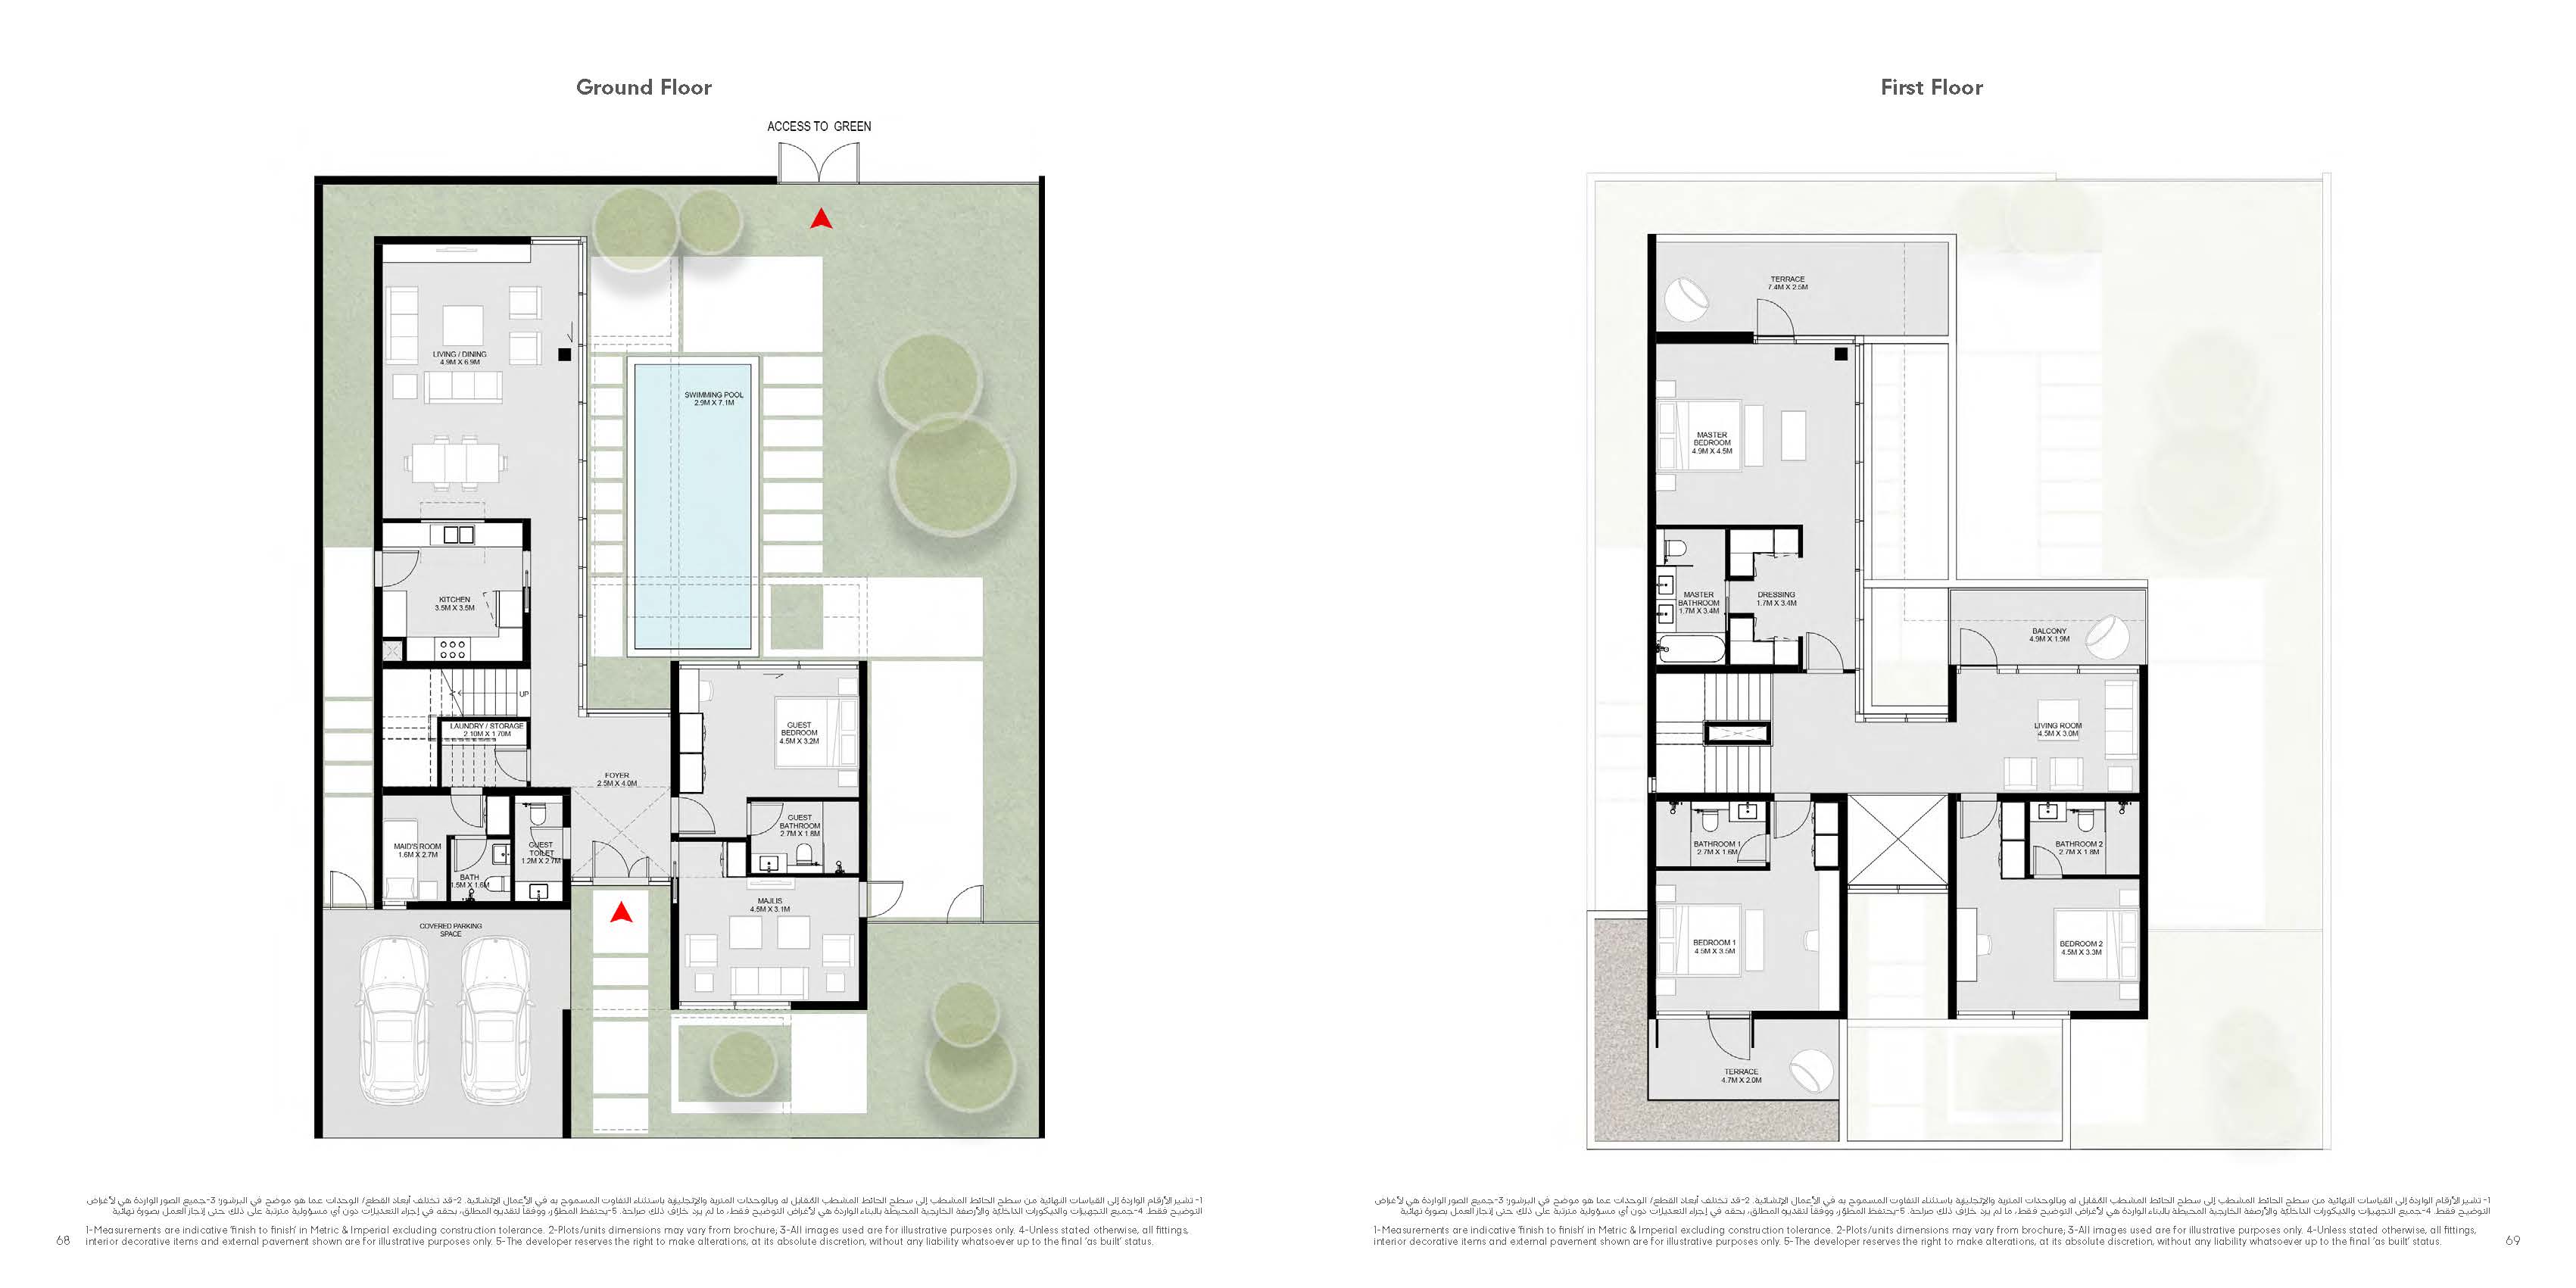 Ground Floor
ACCESS TO GREEN
LIVING / DINING
4.9M X 6.9M
SWIMMING POOL
2.9M X 7.1M
KITCHEN
3.5M X 3.5M
UP
LAUNDRY / STORAGE
2.10M X 1.70M
GUEST
BEDROOM
4.5M X 3.2M
FOYER
2.5M X 4.0M
GUEST
BATHROOM
2.7M X 1.8M
MAID'S ROOM
1.6M X 2.7M
GUEST
TOILET
1.2M X 2.7M
BATH
1.5M X 1.6M
MAJLIS
4.5M X 3.1M
COVERED PARKING
SPACE
1- تشير الأرقام الواردة إلى القياسات النهائية من سطح الحائط المشطب إلى سطح الحائط المشطب المُقابل له وبالوحدات المترية والإنجليزية باستثناء التفاوت المسموح به في الأعمال الإنشائية. 2-قد تختلف أبعاد القطع/ الوحدات عما هو موضح في البرشور؛ 3-جميع الصور الواردة هي لأغراض
التوضيح فقط. 4-جميع التجهيزات والديكورات الداخلية والأرصفة الخارجية المحيطة بالبناء الواردة هي لأغراض التوضيح فقط، ما لم يرد خلاف ذلك صراحة. 5-يحتفظ المطوّر، ووفقاً لتقديره المطلق، بحقه في إجراء التعديلات دون أي مسؤولية مترتبة على ذلك حتى إنجاز العمل بصورة نهائية
1-Measurements are indicative 'finish to finish' in Metric & Imperial excluding construction tolerance. 2-Plots/units dimensions may vary from brochure; 3-All images used are for illustrative purposes only. 4-Unless stated otherwise, all fittings,
interior decorative items and external pavement shown are for illustrative purposes only. 5-The developer reserves the right to make alterations, at its absolute discretion, without any liability whatsoever up to the final 'as built' status.
68
First Floor
TERRACE
7.4M X 2.5M
MASTER
BEDROOM
4.9M X 4.5M
MASTER
BATHROOM
1.7M X 3.4M
DRESSING
1.7M X 3.4M
BALCONY
4.9M X 1.9M
LIVING ROOM
4.5M X 3.0M
BATHROOM 1
2.7M X 1.6M
BATHROOM 2
2.7M X 1.8M
BEDROOM 1
4.5M X 3.5M
BEDROOM 2
4.5M X 3.3M
TERRACE
4.7M X 2.0M
1- تشير الأرقام الواردة إلى القياسات النهائية من سطح الحائط المشطب إلى سطح الحائط المشطب المُقابل له وبالوحدات المترية والإنجليزية باستثناء التفاوت المسموح به في الأعمال الإنشائية. 2-قد تختلف أبعاد القطع/ الوحدات عما هو موضح في البرشور؛ 3-جميع الصور الواردة هي لأغراض
التوضيح فقط. 4-جميع التجهيزات والديكورات الداخلية والأرصفة الخارجية المحيطة بالبناء الواردة هي لأغراض التوضيح فقط، ما لم يرد خلاف ذلك صراحة. 5-يحتفظ المطوّر، ووفقاً لتقديره المطلق، بحقه في إجراء التعديلات دون أي مسؤولية مترتبة على ذلك حتى إنجاز العمل بصورة نهائية
1-Measurements are indicative 'finish to finish' in Metric & Imperial excluding construction tolerance. 2-Plots/units dimensions may vary from brochure; 3-All images used are for illustrative purposes only. 4-Unless stated otherwise, all fittings,
interior decorative items and external pavement shown are for illustrative purposes only. 5-The developer reserves the right to make alterations, at its absolute discretion, without any liability whatsoever up to the final 'as built' status.
69